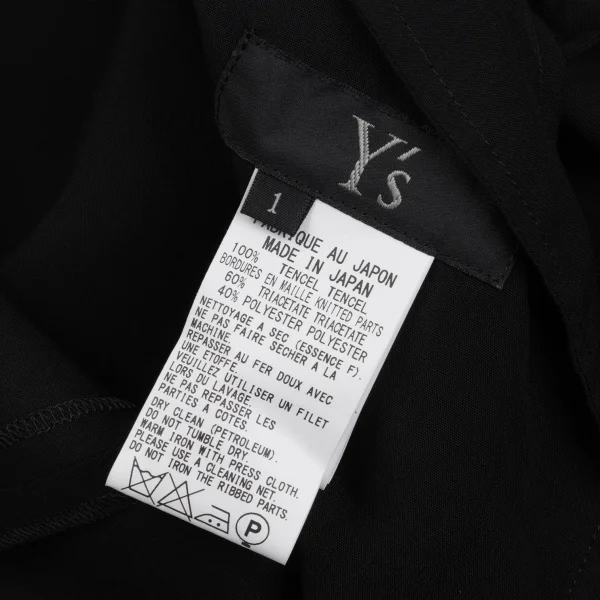 Y's
1
FABRIQUE AU JAPON
MADE IN JAPAN
100% TENCEL TENCEL
BORDURES EN MAILLE KNITTED PARTS
60% TRIACETATE TRIACETATE
40% POLYESTER POLYESTER
NETTOYAGE A SEC (ESSENCE F).
NE PAS FAIRE SECHER A LA
MACHINE.
REPASSER AU FER DOUX AVEC
UNE ETOFFE.
VEUILLEZ UTILISER UN FILET
LORS DU LAVAGE.
NE PAS REPASSER LES
PARTIES A COTES.
DRY CLEAN (PETROLEUM).
DO NOT TUMBLE DRY.
WARM IRON WITH PRESS CLOTH.
PLEASE USE A CLEANING NET.
DO NOT IRON THE RIBBED PARTS.
P